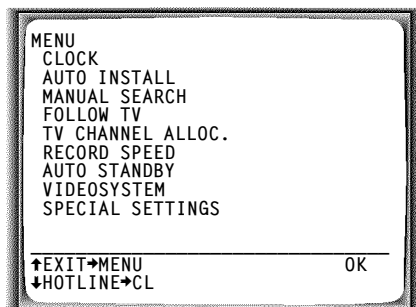 MENU
CLOCK
AUTO INSTALL
MANUAL SEARCH
FOLLOW TV
TV CHANNEL ALLOC.
RECORD SPEED
AUTO STANDBY
VIDEOSYSTEM
SPECIAL SETTINGS
↑EXIT→MENU OK
↓HOTLINE→CL